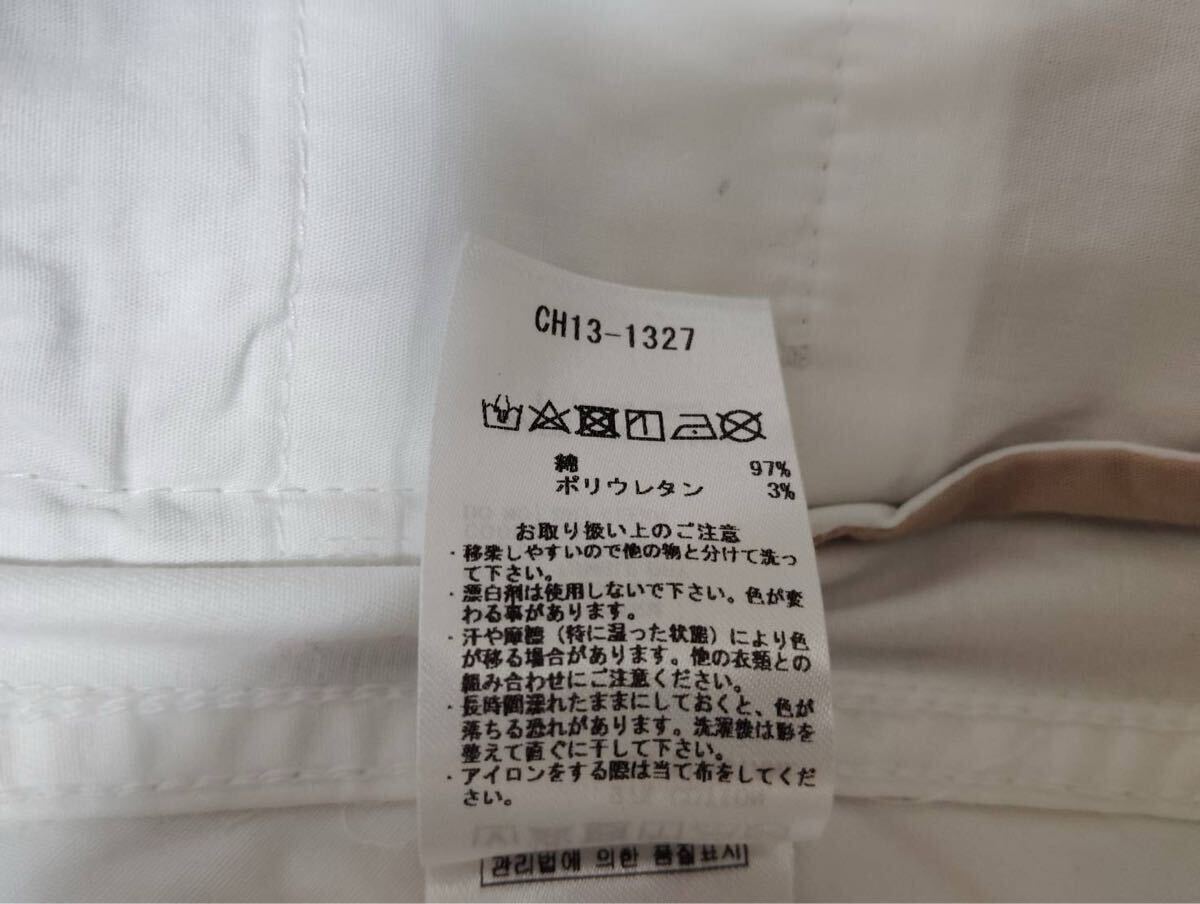 CH13-1327
綿 97%
ポリウレタン 3%
お取り扱い上のご注意
・移染しやすいので他の物と分けて洗っ
て下さい。
・漂白剤は使用しないで下さい。色が変
わる事があります。
・汗や摩擦（特に湿った状態）により色
が移る場合があります。他の衣類との
組み合わせにご注意ください。
・長時間濡れたままにしておくと、色が
落ちる恐れがあります。洗濯後は形を
整えて直ぐに干して下さい。
・アイロンをする際は当て布をしてくだ
さい。
관리법에 의한 품질표시